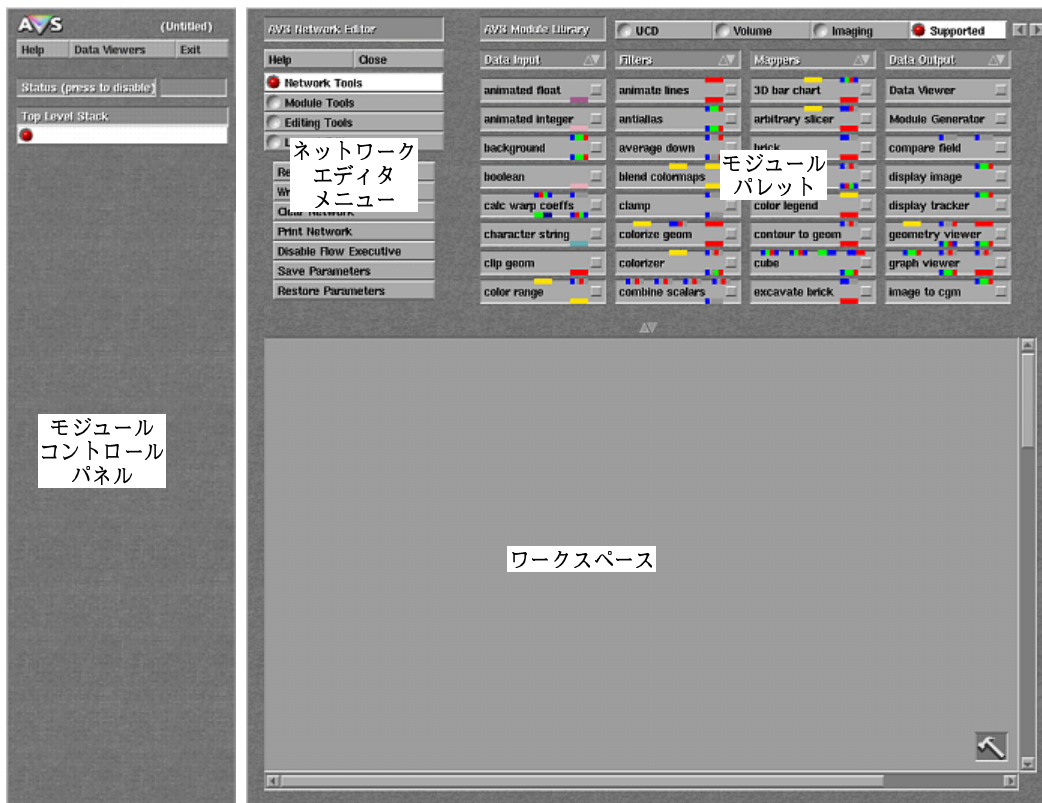 AVS (Untitled)
Help Data Viewers Exit
Status (press to disable)
Top Level Stack
モジュール
コントロール
パネル
AVS Network Editor
Help Close
Network Tools
Module Tools
Editing Tools
ネットワーク
エディタ
メニュー
Print Network
Disable Flow Executive
Save Parameters
Restore Parameters
AVS Module Library
UCD Volume Imaging Supported
Data Input Filters Mappers Data Output
animated float animate lines 3D bar chart Data Viewer
animated integer antialias arbitrary slicer Module Generator
background average down brick compare field
boolean blend colormaps display image
calc warp coeffs clamp color legend display tracker
character string colorize geom contour to geom geometry viewer
clip geom colorizer cube graph viewer
color range combine scalars excavate brick image to cgm
モジュール
パレット
ワークスペース